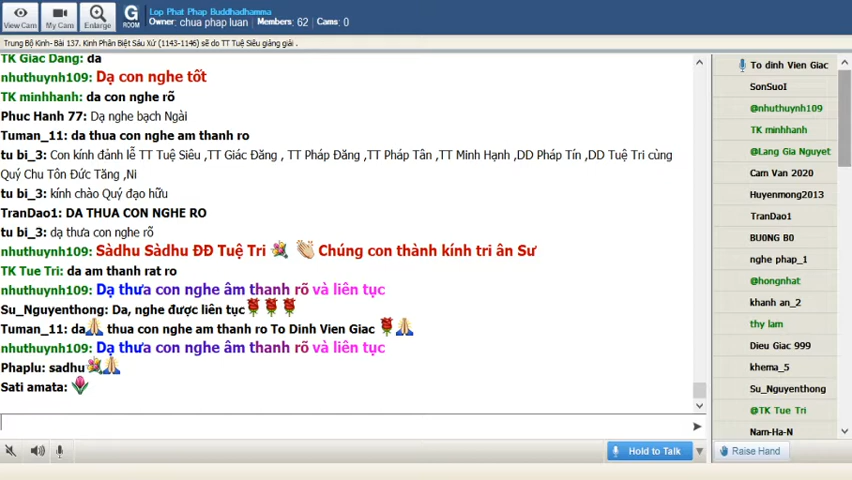 View Cam
My Cams
Enlarge
G
ROOM
Lop Phat Phap Buddhadhamma
Owner: chua phap luan
Members: 62
Cams: 0
Trung Bộ Kinh- Bài 137. Kinh Phân Biệt Sáu Xứ (1143-1146) sẽ do TT Tuệ Siêu giảng giải .
TK Giac Dang: da
nhuthuynh109: Dạ con nghe tốt
TK minhhanh: da con nghe rõ
Phuc Hanh 77: Dạ nghe bạch Ngài
Tuman_11: da thua con nghe am thanh ro
tu bi_3: Con kính đảnh lễ TT Tuệ Siêu ,TT Giác Đăng , TT Pháp Đăng ,TT Pháp Tân ,TT Minh Hạnh ,DD Pháp Tín ,DD Tuệ Tri cùng
Quý Chu Tôn Đức Tăng ,Ni
tu bi_3: kính chào Quý đạo hữu
TranDao1: DA THUA CON NGHE RO
tu bi_3: dạ thưa con nghe rõ
nhuthuynh109: Sàdhu Sàdhu ĐĐ Tuệ Tri 💐 👏 Chúng con thành kính tri ân Sư
TK Tue Tri: da am thanh rat ro
nhuthuynh109: Dạ thưa con nghe âm thanh rõ và liên tục
Su_Nguyenthong: Da, nghe được liên tục🌹🌹🌹
Tuman_11: da🙏 thua con nghe am thanh ro To Dinh Vien Giac 🌹🙏
nhuthuynh109: Dạ thưa con nghe âm thanh rõ và liên tục
Phaplu: sadhu💐🙏
Sati amata: 🌷
Hold to Talk
To dinh Vien Giac
SonSuoI
@nhuthuynh109
TK minhhanh
@Lang Gia Nguyet
Cam Van 2020
Huyenmong2013
TranDao1
BU0NG B0
nghe phap_1
@hongnhat
khanh an_2
thy lam
Dieu Giac 999
khema_5
Su_Nguyenthong
@TK Tue Tri
Nam-Ha-N
Raise Hand